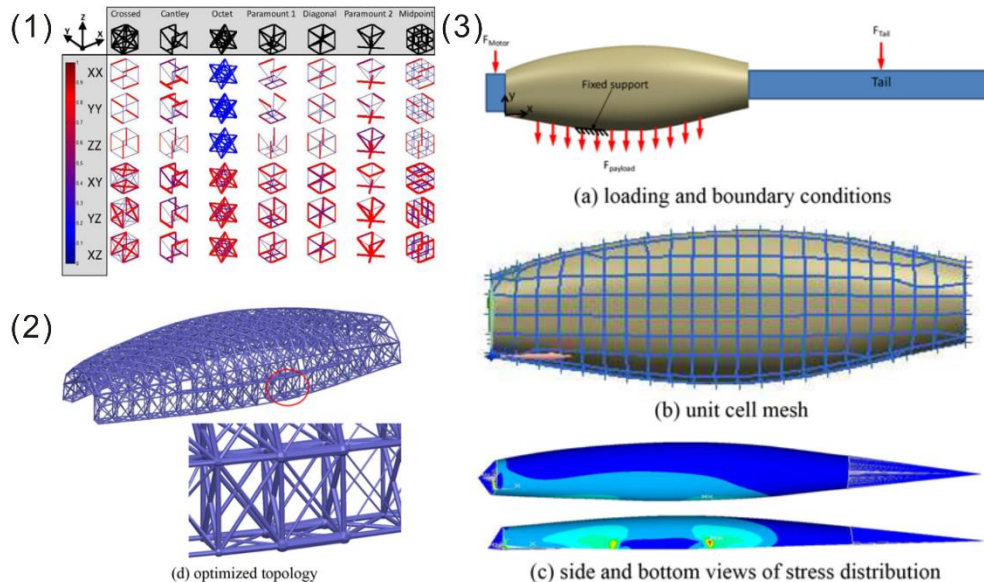 (1)
Z
Y
X
Crossed Cantley Octet Paramount 1 Diagonal Paramount 2 Midpoint
XX
YY
ZZ
XY
YZ
XZ
(2)
(d) optimized topology
(3)
F_Motor
F_Tail
Fixed support
Tail
y
x
F_payload
(a) loading and boundary conditions
(b) unit cell mesh
(c) side and bottom views of stress distribution